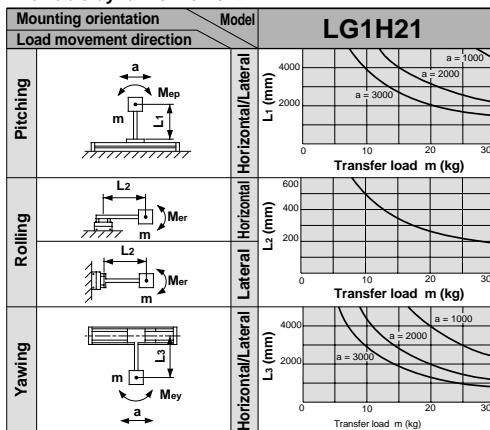 Mounting orientation
Model
Load movement direction
LG1H21
Pitching
a
Mep
m
L1
Horizontal/Lateral
L1 (mm)
4000
2000
a = 1000
a = 2000
a = 3000
0 10 20 30
Transfer load m (kg)
Rolling
L2
Mer
m
Horizontal
L2 (mm)
600
400
200
L2
Mer
m
Lateral
0 10 20 30
Transfer load m (kg)
Yawing
L3
m
Mey
a
Horizontal/Lateral
L3 (mm)
4000
2000
a = 1000
a = 2000
a = 3000
0 10 20 30
Transfer load m (kg)